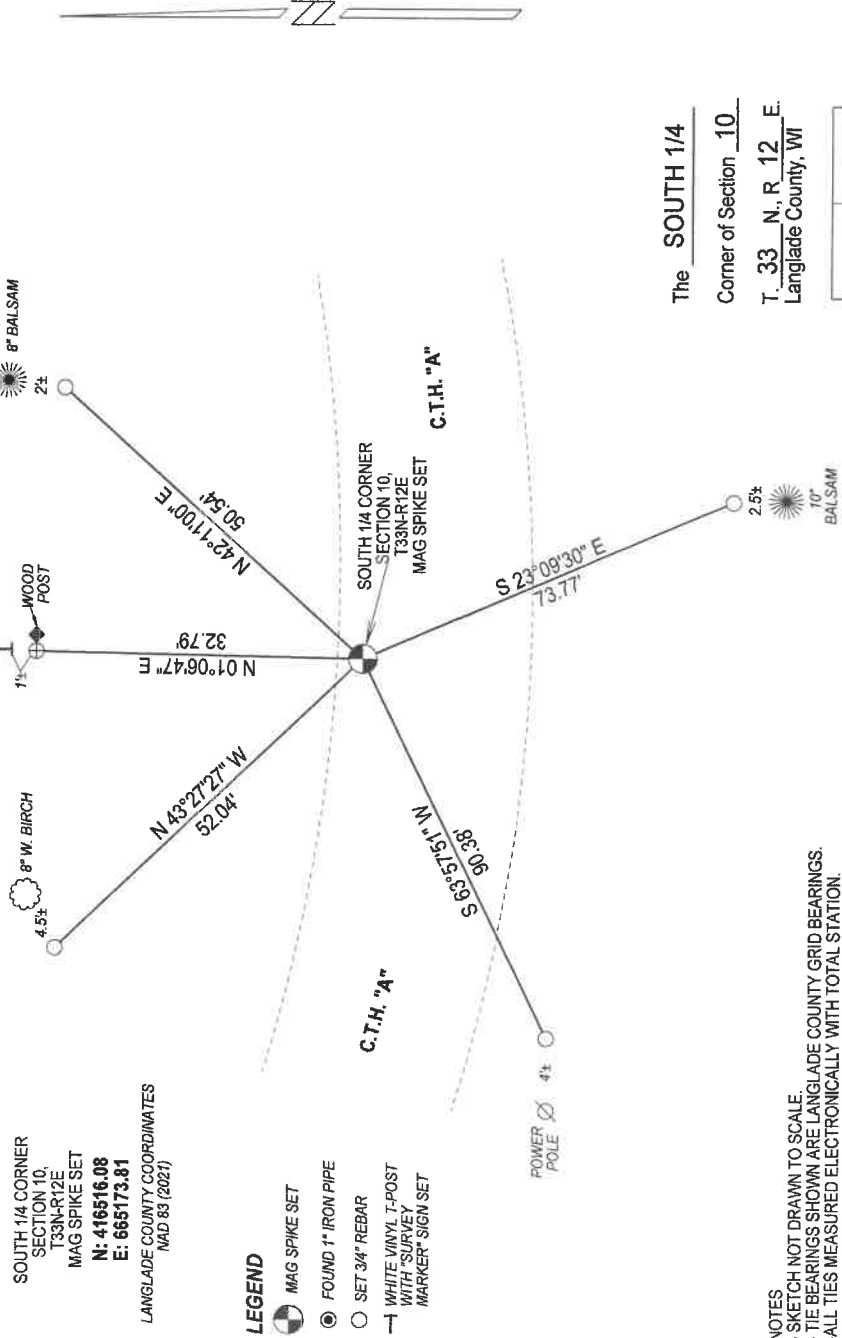 SOUTH 1/4 CORNER
SECTION 10,
T33N-R12E
MAG SPIKE SET
N: 416516.08
E: 665173.81
LANGLADE COUNTY COORDINATES
NAD 83 (2021)
LEGEND
MAG SPIKE SET
FOUND 1" IRON PIPE
SET 3/4" REBAR
WHITE VINYL T-POST
WITH "SURVEY
MARKER" SIGN SET
8" W. BIRCH
4.5'±
1'±
WOOD
POST
8" BALSAM
2'±
N 43°27'27" W
52.04'
N 01°06'47" E
32.79'
N 42°11'00" E
50.54'
SOUTH 1/4 CORNER
SECTION 10,
T33N-R12E
MAG SPIKE SET
C.T.H. "A"
C.T.H. "A"
S 63°57'51" W
90.38'
S 23°09'30" E
73.77'
POWER
POLE
4'±
2.5'±
10"
BALSAM
The SOUTH 1/4
Corner of Section 10
T. 33 N., R 12 E.
Langlade County, WI
NOTES
SKETCH NOT DRAWN TO SCALE.
TIE BEARINGS SHOWN ARE LANGLADE COUNTY GRID BEARINGS.
ALL TIES MEASURED ELECTRONICALLY WITH TOTAL STATION.